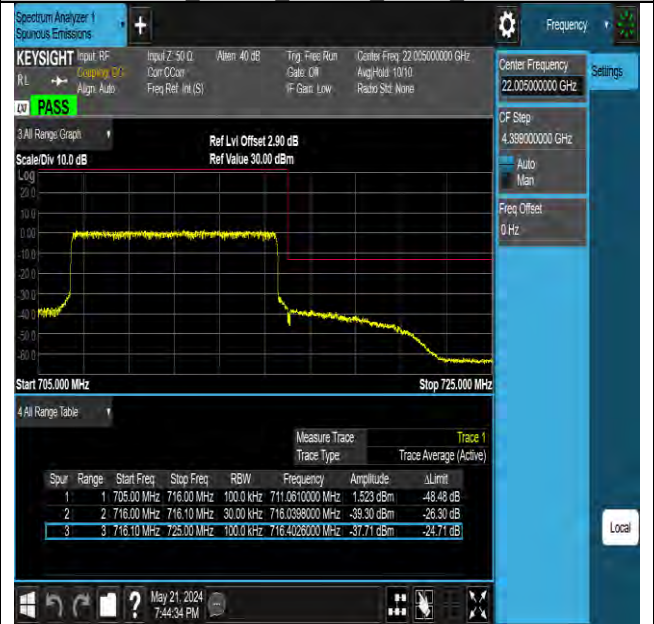 Spectrum Analyzer 1
Spurious Emissions
+
Frequency
KEYSIGHT Input: RF Input Z: 50 Ω Atten: 40 dB Trig: Free Run Center Freq: 22.005000000 GHz
RL Coupling: DC Corr CCorr Gate: Off Avg|Hold: 10/10
Align: Auto Freq Ref: Int (S) IF Gain: Low Radio Std: None
LXI PASS
Center Frequency
22.005000000 GHz
Settings
CF Step
4.399000000 GHz
Auto
Man
Freq Offset
0 Hz
3 All Range Graph
Ref Lvl Offset 2.90 dB
Scale/Div 10.0 dB Ref Value 30.00 dBm
Log
20.0
10.0
0.00
-10.0
-20.0
-30.0
-40.0
-50.0
-60.0
Start 705.000 MHz Stop 725.000 MHz
4 All Range Table
Measure Trace Trace 1
Trace Type Trace Average (Active)
Spur Range Start Freq Stop Freq RBW Frequency Amplitude ΔLimit
1 1 705.00 MHz 716.00 MHz 100.0 kHz 711.0610000 MHz 1.523 dBm -48.48 dB
2 2 716.00 MHz 716.10 MHz 30.00 kHz 716.0398000 MHz -39.30 dBm -26.30 dB
3 3 716.10 MHz 725.00 MHz 100.0 kHz 716.4026000 MHz -37.71 dBm -24.71 dB
Local
? May 21, 2024
7:44:34 PM